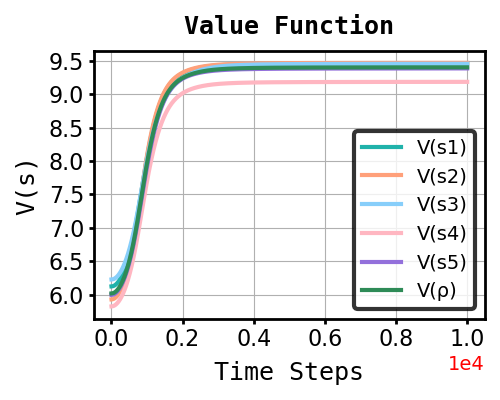 Value Function
9.5
9.0
8.5
8.0
7.5
7.0
6.5
6.0
V(s)
V(s1)
V(s2)
V(s3)
V(s4)
V(s5)
V(ρ)
0.0 0.2 0.4 0.6 0.8 1.0
1e4
Time Steps